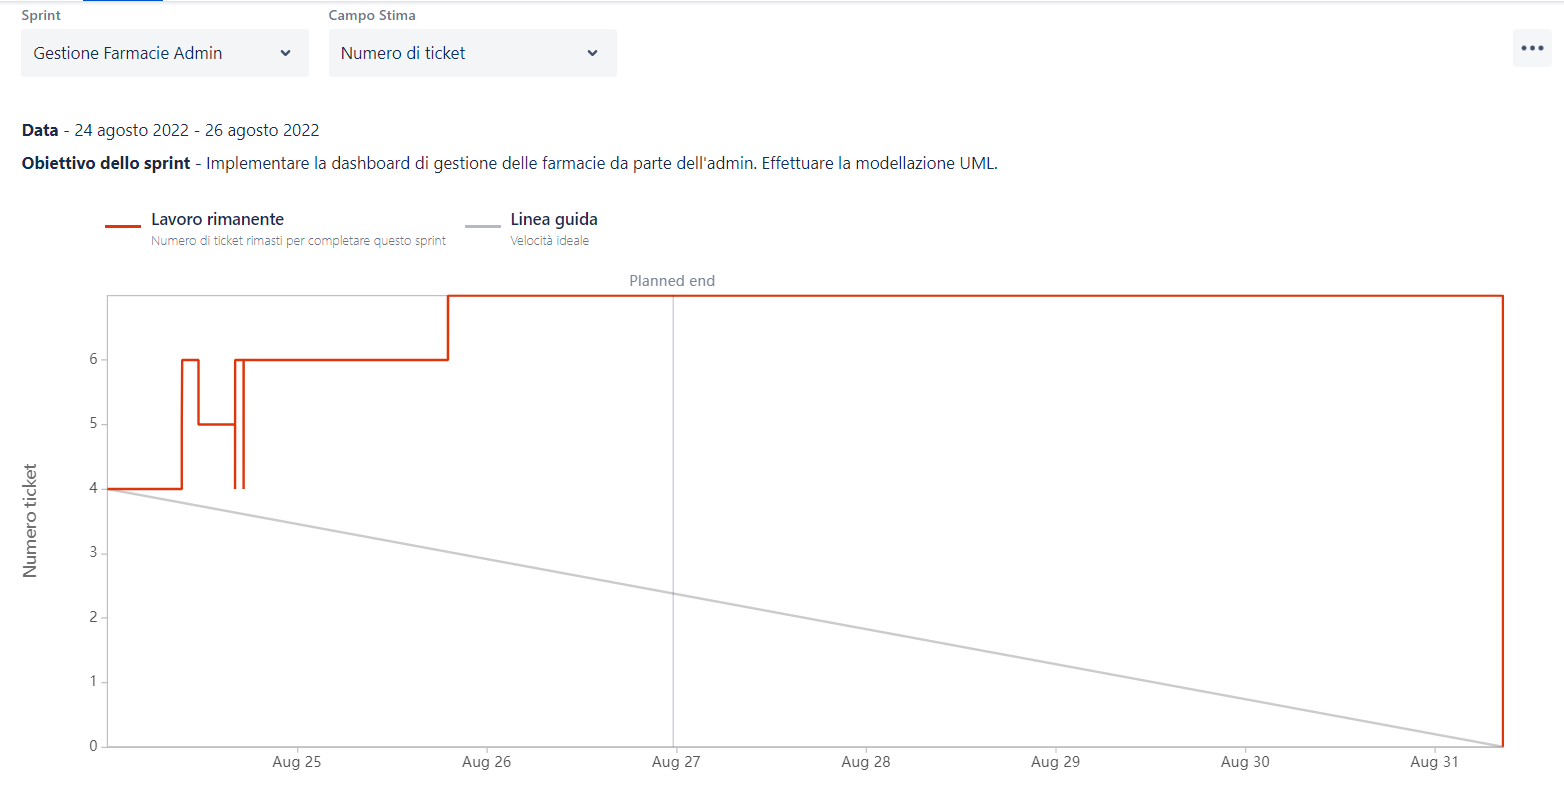 Sprint
Campo Stima
Gestione Farmacie Admin
Numero di ticket
Data - 24 agosto 2022 - 26 agosto 2022
Obiettivo dello sprint - Implementare la dashboard di gestione delle farmacie da parte dell'admin. Effettuare la modellazione UML.
Lavoro rimanente
Numero di ticket rimasti per completare questo sprint
Linea guida
Velocità ideale
Planned end
Numero ticket
6
5
4
3
2
1
0
Aug 25
Aug 26
Aug 27
Aug 28
Aug 29
Aug 30
Aug 31